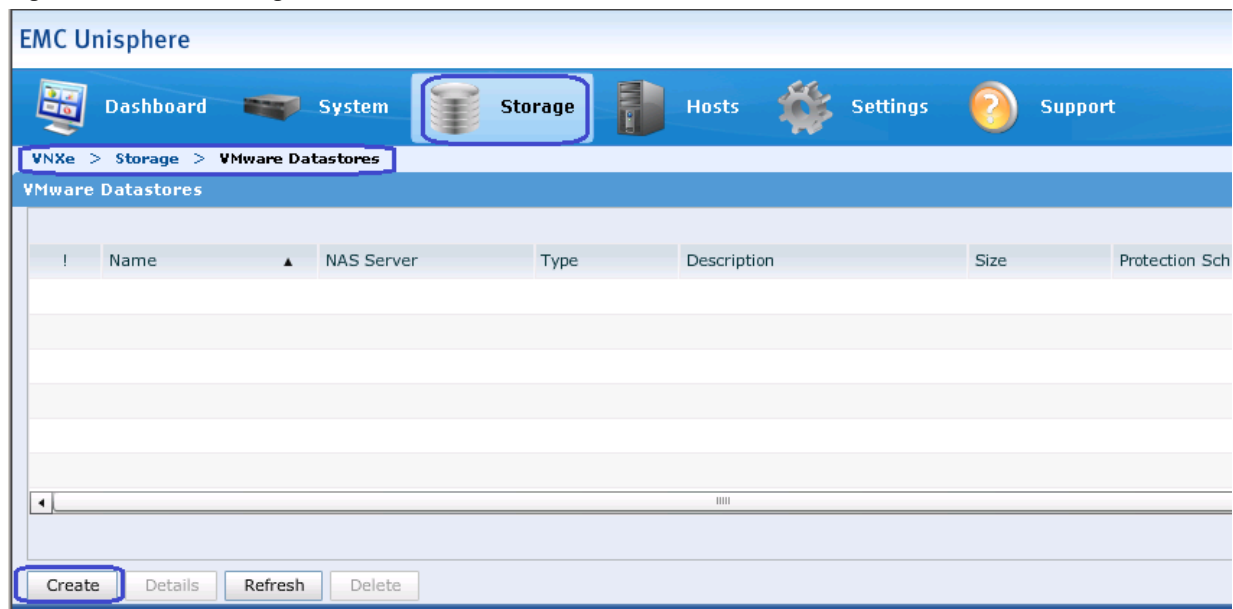 EMC Unisphere
Dashboard System Storage Hosts Settings Support
VNXe > Storage > VMware Datastores
VMware Datastores
! Name ▲ NAS Server Type Description Size Protection Sch
Create Details Refresh Delete